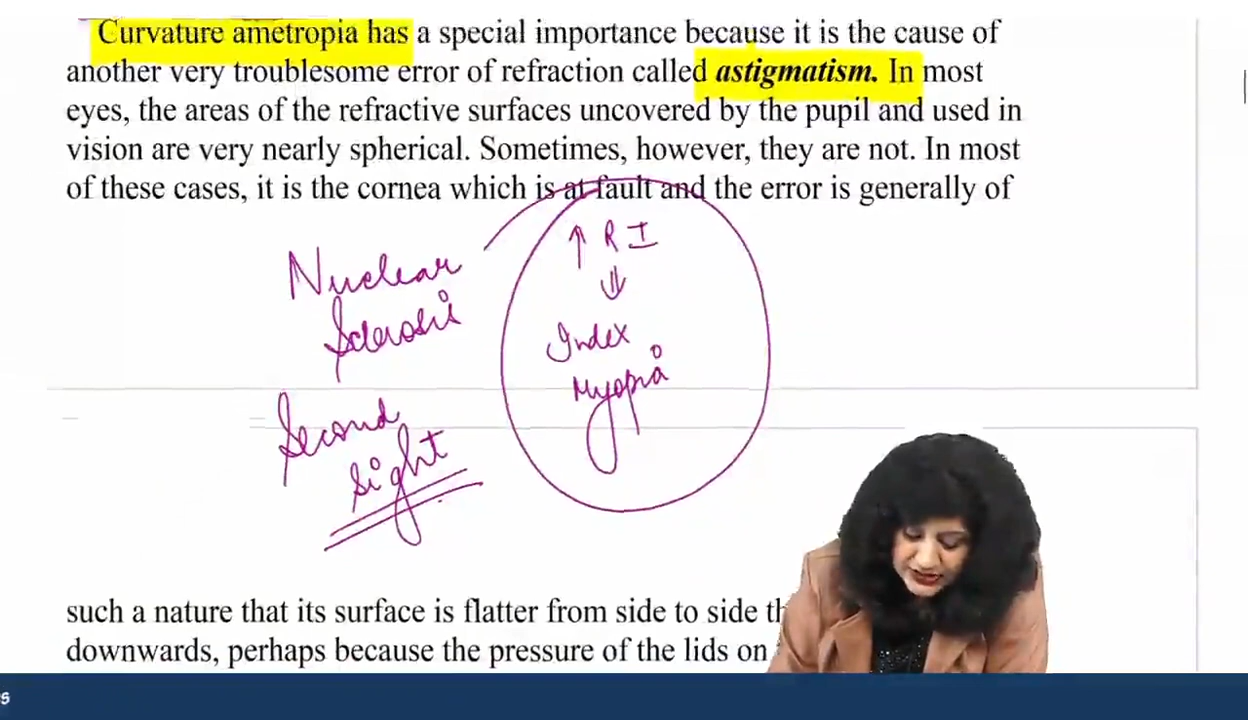 Curvature ametropia has a special importance because it is the cause of
another very troublesome error of refraction called astigmatism. In most
eyes, the areas of the refractive surfaces uncovered by the pupil and used in
vision are very nearly spherical. Sometimes, however, they are not. In most
of these cases, it is the cornea which is at fault and the error is generally of
↑ R I
⇓
Index
Myopia
Nuclear
Sclerosis
Second
Sight
such a nature that its surface is flatter from side to side
downwards, perhaps because the pressure of the lids on